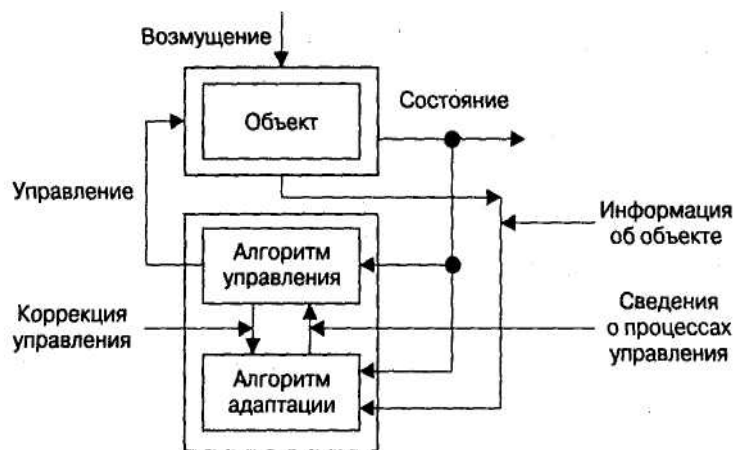 Возмущение
Объект
Состояние
Управление
Информация
об объекте
Алгоритм
управления
Коррекция
управления
Сведения
о процессах
управления
Алгоритм
адаптации